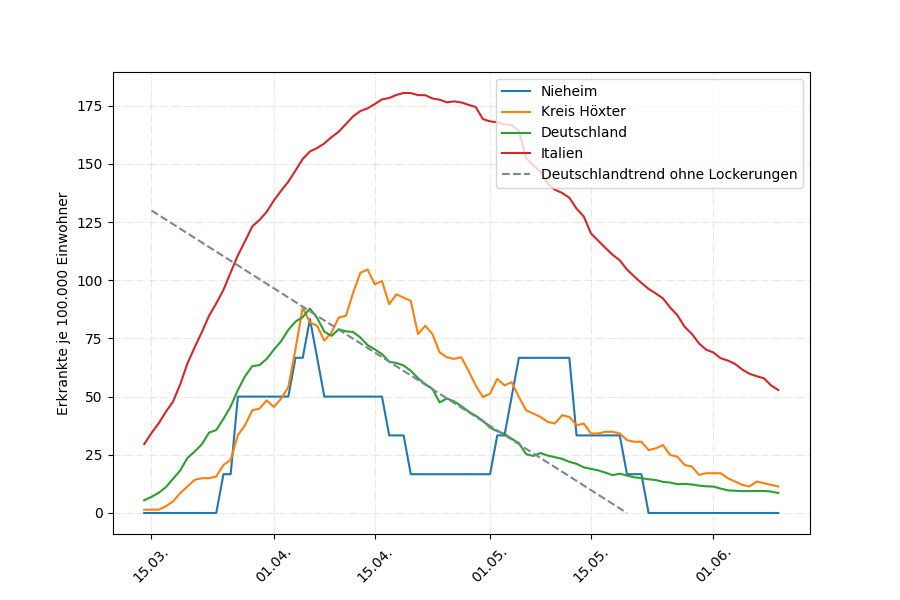 Nieheim
Kreis Höxter
Deutschland
Italien
Deutschlandtrend ohne Lockerungen
Erkrankte je 100.000 Einwohner
175
150
125
100
75
50
25
0
15.03.
01.04.
15.04.
01.05.
15.05.
01.06.